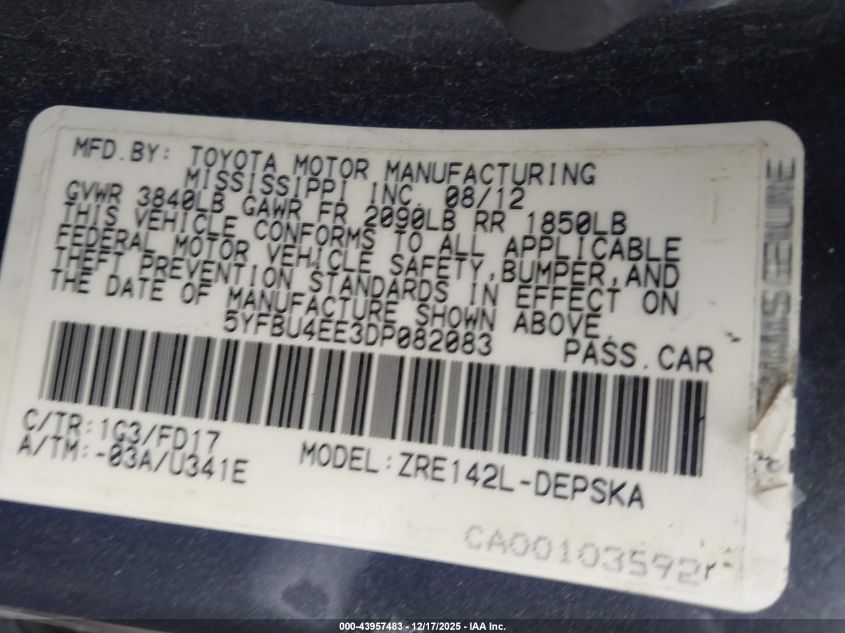 MFD.BY: TOYOTA MOTOR MANUFACTURING
MISSISSIPPI INC. 08/12
GVWR 3840LB GAWR FR 2090LB RR 1850LB
THIS VEHICLE CONFORMS TO ALL APPLICABLE
FEDERAL MOTOR VEHICLE SAFETY, BUMPER, AND
THEFT PREVENTION STANDARDS IN EFFECT ON
THE DATE OF MANUFACTURE SHOWN ABOVE.
5YFBU4EE3DP082083 PASS.CAR
C/TR:1G3/FD17
A/TM:-03A/U341E MODEL:ZRE142L-DEPSKA
CA00103592
000-43957483 - 12/17/2025 - IAA Inc.